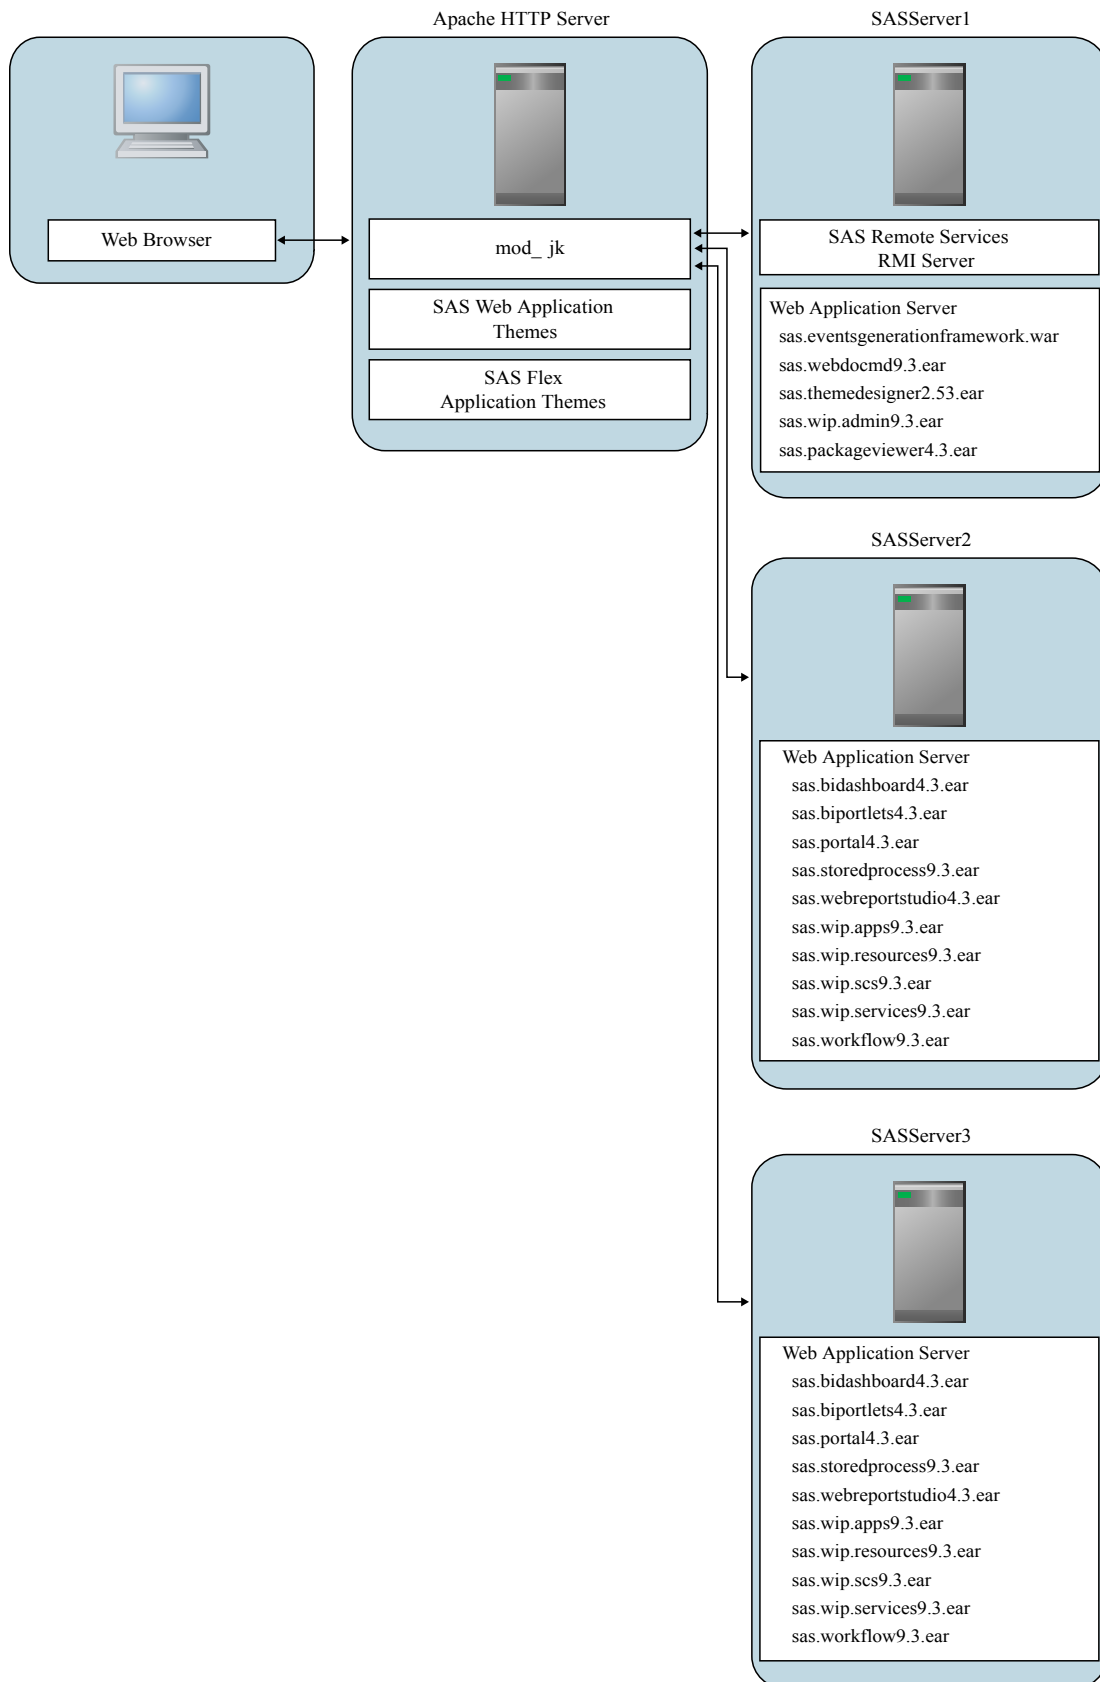 Apache HTTP Server
SASServer1
Web Browser
mod_ jk
SAS Web Application
Themes
SAS Flex
Application Themes
SAS Remote Services
RMI Server
Web Application Server
sas.eventsgenerationframework.war
sas.webdocmd9.3.ear
sas.themedesigner2.53.ear
sas.wip.admin9.3.ear
sas.packageviewer4.3.ear
SASServer2
Web Application Server
sas.bidashboard4.3.ear
sas.biportlets4.3.ear
sas.portal4.3.ear
sas.storedprocess9.3.ear
sas.webreportstudio4.3.ear
sas.wip.apps9.3.ear
sas.wip.resources9.3.ear
sas.wip.scs9.3.ear
sas.wip.services9.3.ear
sas.workflow9.3.ear
SASServer3
Web Application Server
sas.bidashboard4.3.ear
sas.biportlets4.3.ear
sas.portal4.3.ear
sas.storedprocess9.3.ear
sas.webreportstudio4.3.ear
sas.wip.apps9.3.ear
sas.wip.resources9.3.ear
sas.wip.scs9.3.ear
sas.wip.services9.3.ear
sas.workflow9.3.ear